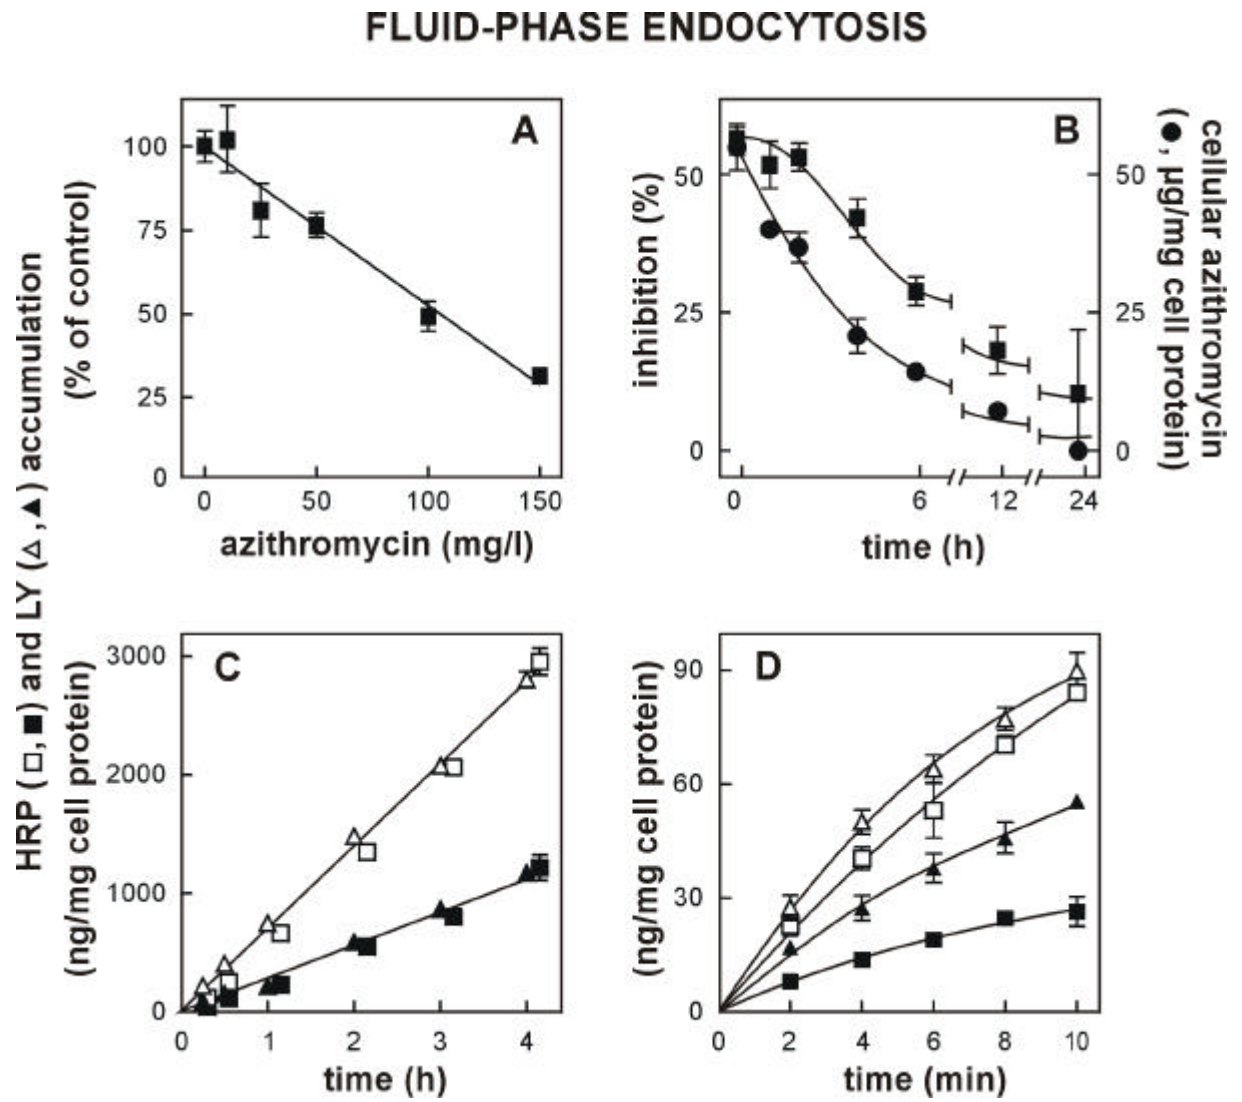 FLUID-PHASE ENDOCYTOSIS
HRP (□,■) and LY (△,▲) accumulation
(% of control)
A
100
75
50
25
0
0 50 100 150
azithromycin (mg/l)
inhibition (%)
B
50
25
0
50
25
0
0 6 12 24
time (h)
cellular azithromycin
(●, µg/mg cell protein)
(ng/mg cell protein)
C
3000
2000
1000
0
0 1 2 3 4
time (h)
(ng/mg cell protein)
D
90
60
30
0
0 2 4 6 8 10
time (min)